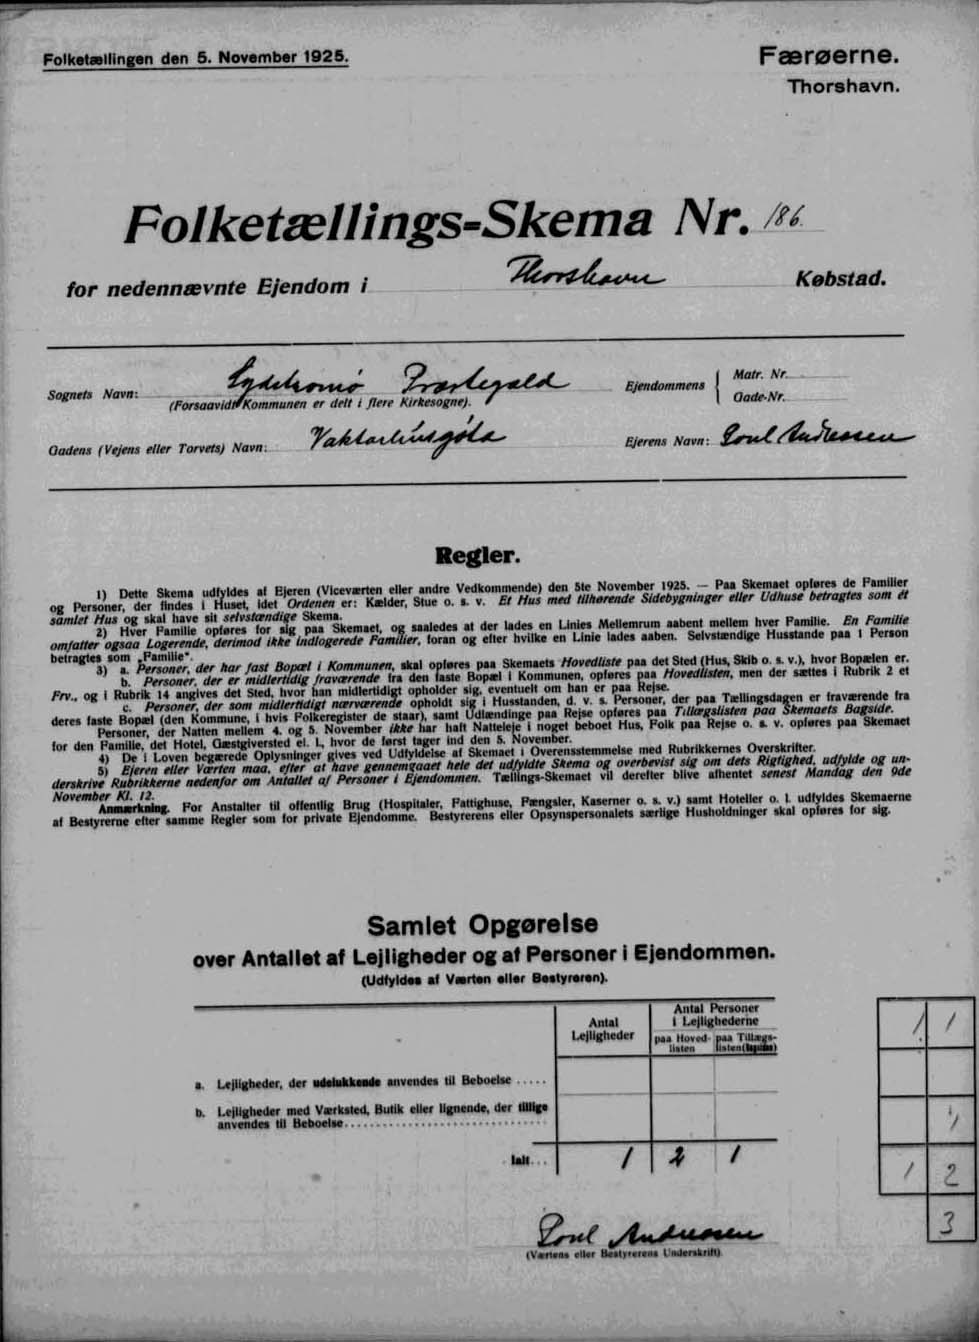 Folketællingen den 5. November 1925.
Færøerne.
Thorshavn.
Folketællings-Skema Nr. 186.
for nedennævnte Ejendom i Thorshavn Købstad.
Sognets Navn: Sydstromø Præstegæld
(Forsaavidt Kommunen er delt i flere Kirkesogne).
Ejendommens
Matr. Nr.
Gade-Nr.
Gadens (Vejens eller Torvets) Navn:
Ejerens Navn: Poul Andreasen
Regler.
1) Dette Skema udfyldes af Ejeren (Viceværten eller andre Vedkommende) den 5te November 1925. — Paa Skemaet opføres de Familier
og Personer, der findes i Huset, idet Ordenen er: Kælder, Stue o. s. v. Et Hus med tilhørende Sidebygninger eller Udhuse betragtes som ét
samlet Hus og skal have sit selvstændige Skema.
2) Hver Familie opføres for sig paa Skemaet, og saaledes at der lades en Linies Mellemrum aabent mellem hver Familie. En Familie
omfatter ogsaa Logerende, derimod ikke indlogerede Familier, foran og efter hvilke en Linie lades aaben. Selvstændige Husstande paa 1 Person
betragtes som „Familie".
3) a. Personer, der har fast Bopæl i Kommunen, skal opføres paa Skemaets Hovedliste paa det Sted (Hus, Skib o. s. v.), hvor Bopælen er.
b. Personer, der er midlertidig fraværende fra den faste Bopæl i Kommunen, opføres paa Hovedlisten, men der sættes i Rubrik 2 et
Frv., og i Rubrik 14 angives det Sted, hvor han midlertidigt opholder sig, eventuelt om han er paa Rejse.
c. Personer, der som midlertidigt nærværende opholdt sig i Husstanden, d. v. s. Personer, der paa Tællingsdagen er fraværende fra
deres faste Bopæl (den Kommune, i hvis Folkeregister de staar), samt Udlændinge paa Rejse opføres paa Tillægslisten paa Skemaets Bagside.
Personer, der Natten mellem 4. og 5. November ikke har haft Natteleje i noget beboet Hus, Folk paa Rejse o. s. v. opføres paa Skemaet
for den Familie, det Hotel, Gæstgiversted el. l., hvor de først tager ind den 5. November.
4) De i Loven begærede Oplysninger gives ved Udfyldelse af Skemaet i Overensstemmelse med Rubrikkernes Overskrifter.
5) Ejeren eller Værten maa, efter at have gennemgaaet hele det udfyldte Skema og overbevist sig om dets Rigtighed, udfylde og un-
derskrive Rubrikkerne nedenfor om Antallet af Personer i Ejendommen. Tællings-Skemaet vil derefter blive afhentet senest Mandag den 9de
November Kl. 12.
Anmærkning. For Anstalter til offentlig Brug (Hospitaler, Fattighuse, Fængsler, Kaserner o. s. v.) samt Hoteller o. l. udfyldes Skemaerne
af Bestyrerne efter samme Regler som for private Ejendomme. Bestyrerens eller Opsynspersonalets særlige Husholdninger skal opføres for sig.
Samlet Opgørelse
over Antallet af Lejligheder og af Personer i Ejendommen.
(Udfyldes af Værten eller Bestyreren).
Antal
Lejligheder
Antal Personer
i Lejlighederne
paa Hoved-
listen
paa Tillægs-
listen
a. Lejligheder, der udelukkende anvendes til Beboelse .....
b. Lejligheder med Værksted, Butik eller lignende, der tillige
anvendes til Beboelse
Ialt... 1 2 1
1 1
1
1 2
3
Poul Andreasen
(Værtens eller Bestyrerens Underskrift)